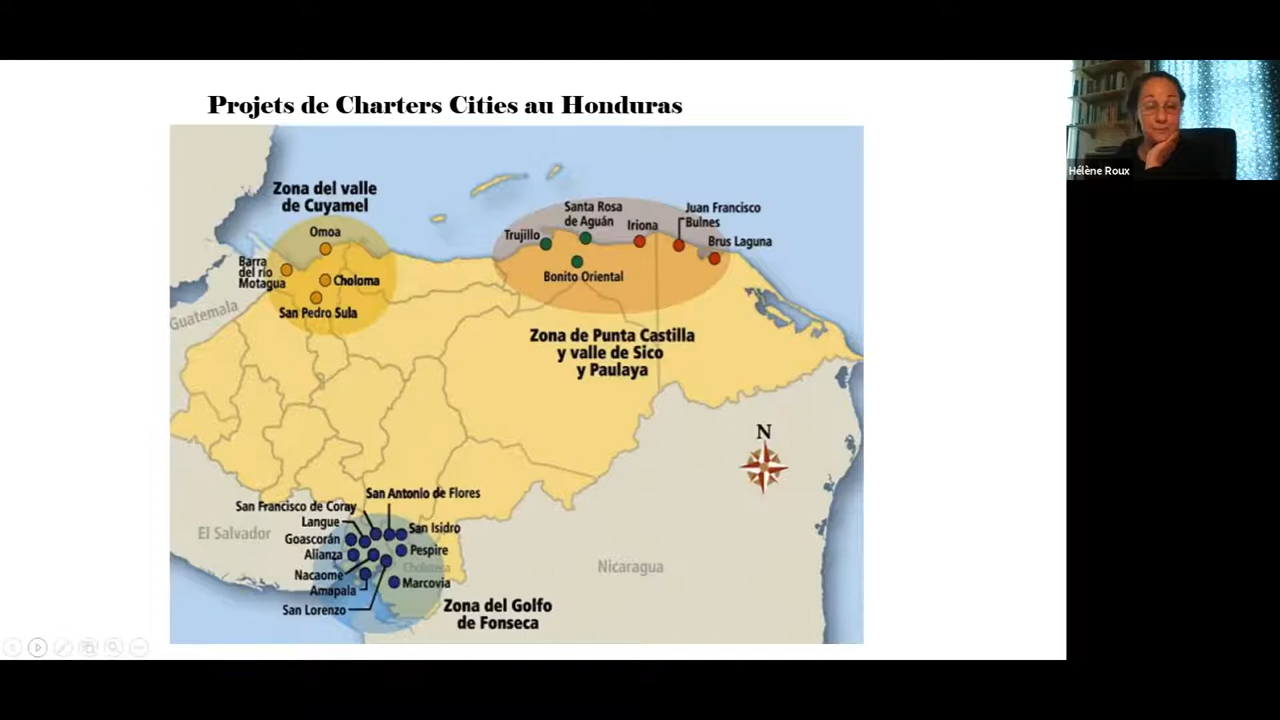 Projets de Charters Cities au Honduras
Hélène Roux
Zona del valle
de Cuyamel
Omoa
Barra
del río
Motagua
Choloma
San Pedro Sula
Guatemala
Santa Rosa
de Aguán
Trujillo
Iriona
Juan Francisco
Bulnes
Brus Laguna
Bonito Oriental
Zona de Punta Castilla
y valle de Sico
y Paulaya
N
San Antonio de Flores
San Francisco de Coray
Langue
San Isidro
Goascorán
Pespire
Alianza
Choluteca
Nacaome
Marcovia
Amapala
San Lorenzo
Zona del Golfo
de Fonseca
El Salvador
Nicaragua